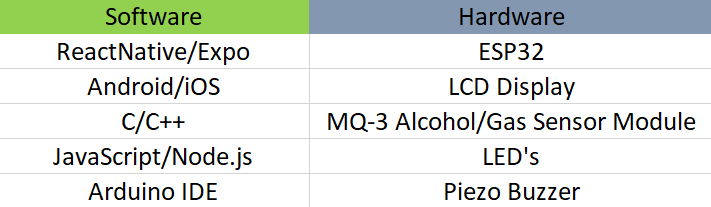 Software Hardware
ReactNative/Expo ESP32
Android/iOS LCD Display
C/C++ MQ-3 Alcohol/Gas Sensor Module
JavaScript/Node.js LED's
Arduino IDE Piezo Buzzer